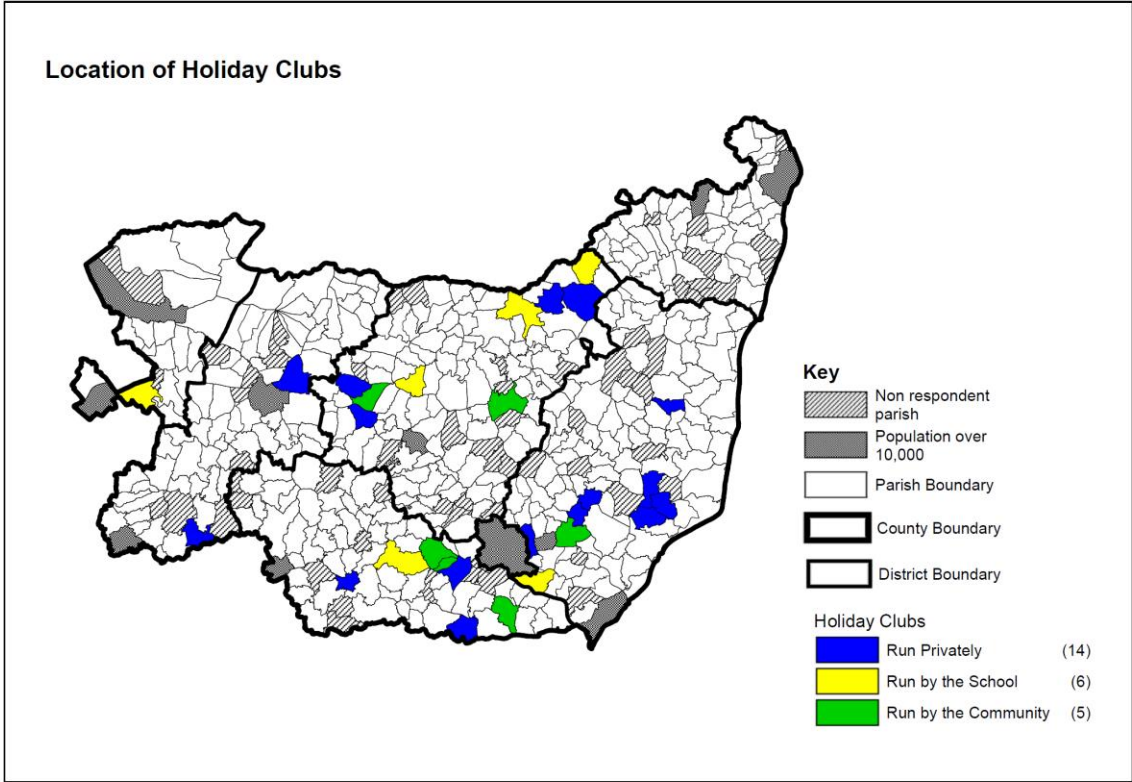 Location of Holiday Clubs
Key
Non respondent
parish
Population over
10,000
Parish Boundary
County Boundary
District Boundary
Holiday Clubs
Run Privately (14)
Run by the School (6)
Run by the Community (5)